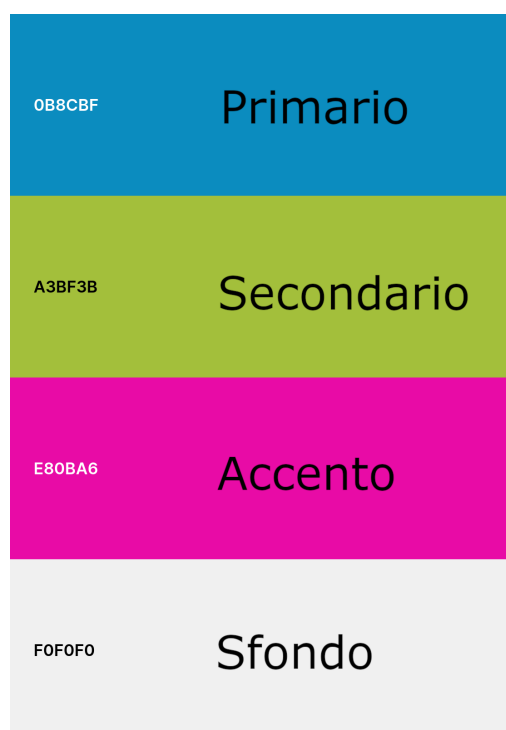 0B8CBF Primario
A3BF3B Secondario
E80BA6 Accento
F0F0F0 Sfondo